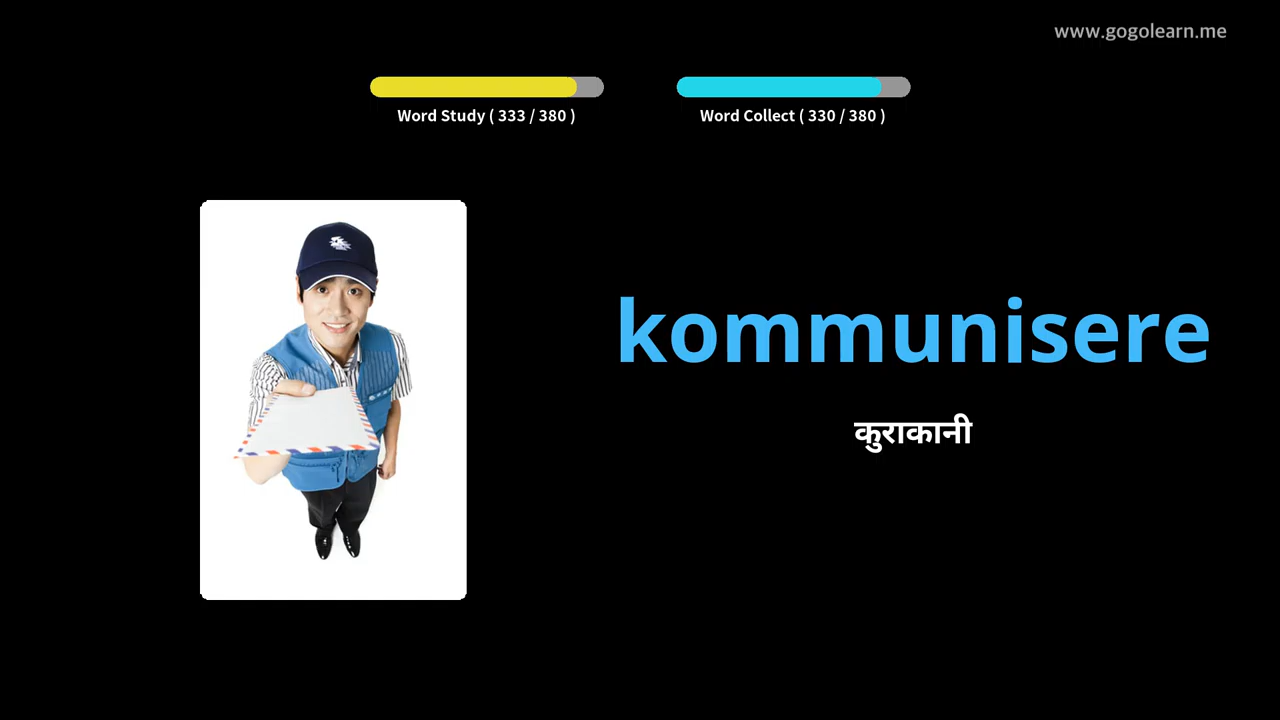 www.gogolearn.me
Word Study ( 333 / 380 )
Word Collect ( 330 / 380 )
kommunisere
कुराकानी